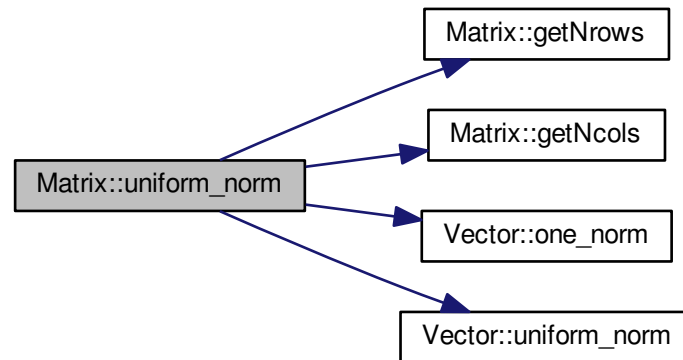 Matrix::getNrows
Matrix::getNcols
Matrix::uniform_norm
Vector::one_norm
Vector::uniform_norm